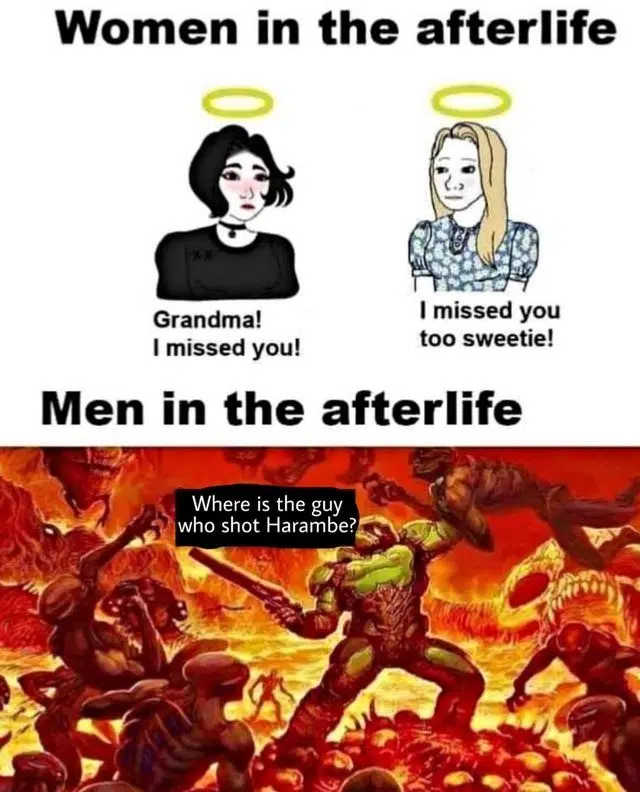 Women in the afterlife
Grandma!
I missed you!
I missed you
too sweetie!
Men in the afterlife
Where is the guy
who shot Harambe?